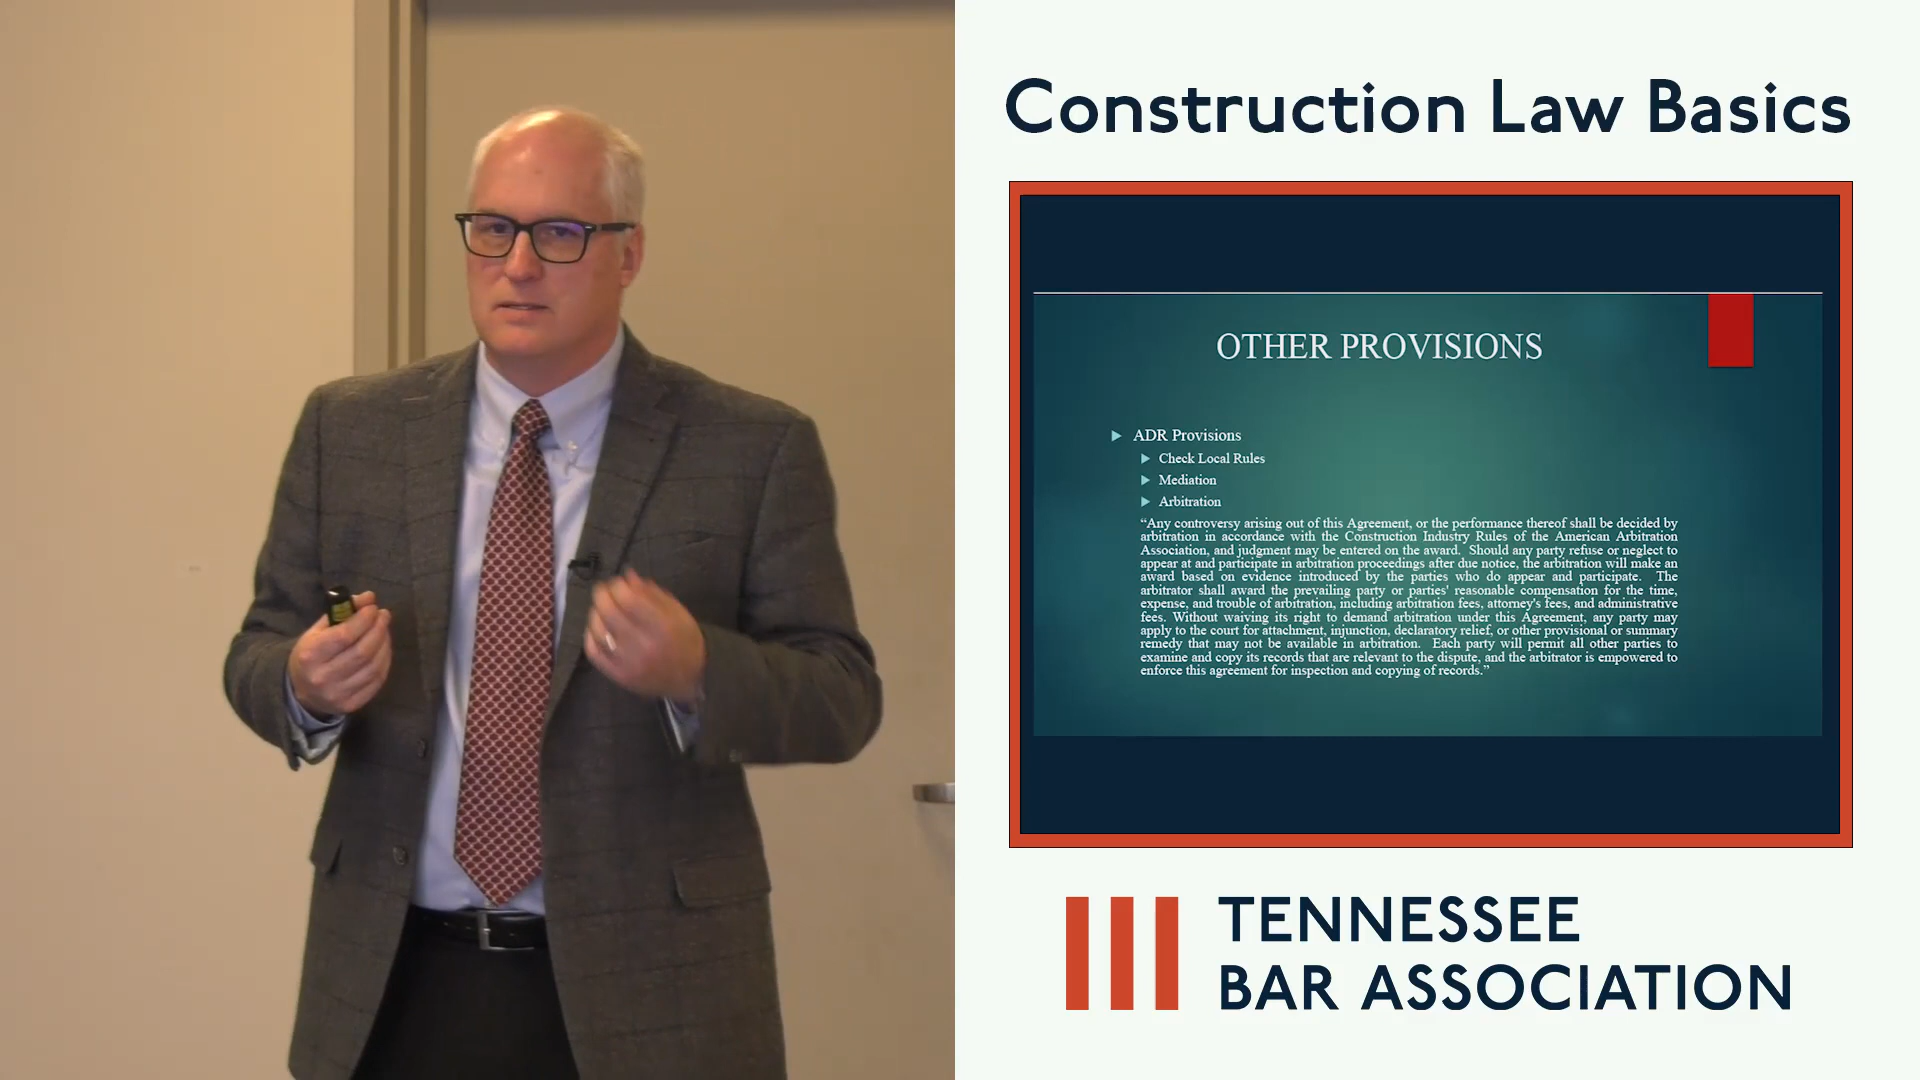 Construction Law Basics
OTHER PROVISIONS
ADR Provisions
Check Local Rules
Mediation
Arbitration
“Any controversy arising out of this Agreement, or the performance thereof shall be decided by
arbitration in accordance with the Construction Industry Rules of the American Arbitration
Association, and judgment may be entered on the award. Should any party refuse or neglect to
appear at and participate in arbitration proceedings after due notice, the arbitration will make an
award based on evidence introduced by the parties who do appear and participate. The
arbitrator shall award the prevailing party or parties' reasonable compensation for the time,
expense, and trouble of arbitration, including arbitration fees, attorney's fees, and administrative
fees. Without waiving its right to demand arbitration under this Agreement, any party may
apply to the court for attachment, injunction, declaratory relief, or other provisional or summary
remedy that may not be available in arbitration. Each party will permit all other parties to
examine and copy its records that are relevant to the dispute, and the arbitrator is empowered to
enforce this agreement for inspection and copying of records.”
TENNESSEE
BAR ASSOCIATION